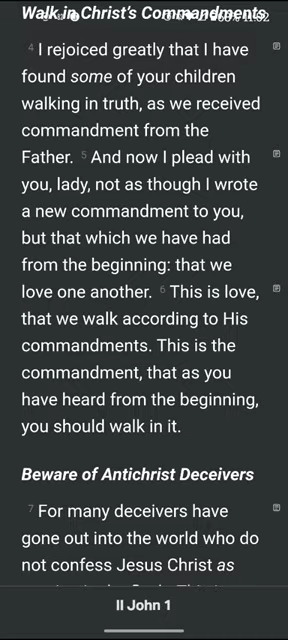 Walk in Christ's Commandments
4 I rejoiced greatly that I have
found some of your children
walking in truth, as we received
commandment from the
Father. 5 And now I plead with
you, lady, not as though I wrote
a new commandment to you,
but that which we have had
from the beginning: that we
love one another. 6 This is love,
that we walk according to His
commandments. This is the
commandment, that as you
have heard from the beginning,
you should walk in it.
Beware of Antichrist Deceivers
7 For many deceivers have
gone out into the world who do
not confess Jesus Christ as
II John 1